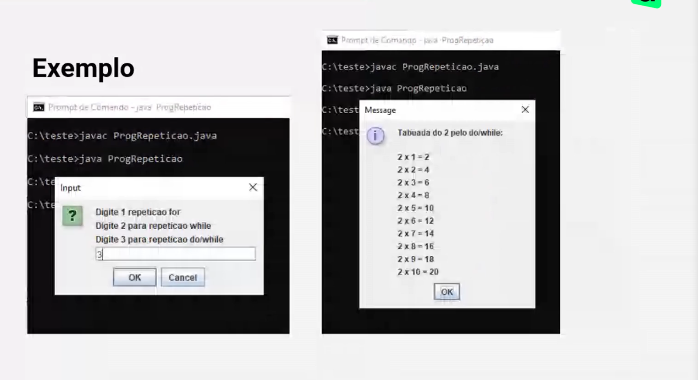 Exemplo
Prompt de Comando - java ProgRepeticao
C:\teste>javac ProgRepeticao.java
C:\teste>java ProgRepeticao
C:\te
C:\te
Input
Digite 1 repeticao for
Digite 2 para repeticao while
Digite 3 para repeticao do/while
3
OK
Cancel
Prompt de Comando - java ProgRepeticao
C:\teste>javac ProgRepeticao.java
C:\teste>java ProgRepeticao
C:\test
C:\test
Message
Tabuada do 2 pelo do/while:
2 x 1 = 2
2 x 2 = 4
2 x 3 = 6
2 x 4 = 8
2 x 5 = 10
2 x 6 = 12
2 x 7 = 14
2 x 8 = 16
2 x 9 = 18
2 x 10 = 20
OK